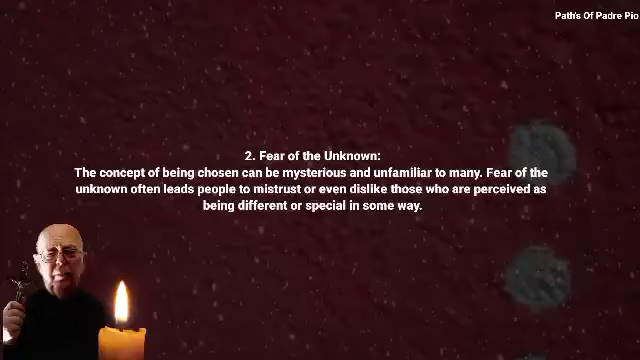 Path's Of Padre Pio
2. Fear of the Unknown:
The concept of being chosen can be mysterious and unfamiliar to many. Fear of the
unknown often leads people to mistrust or even dislike those who are perceived as
being different or special in some way.